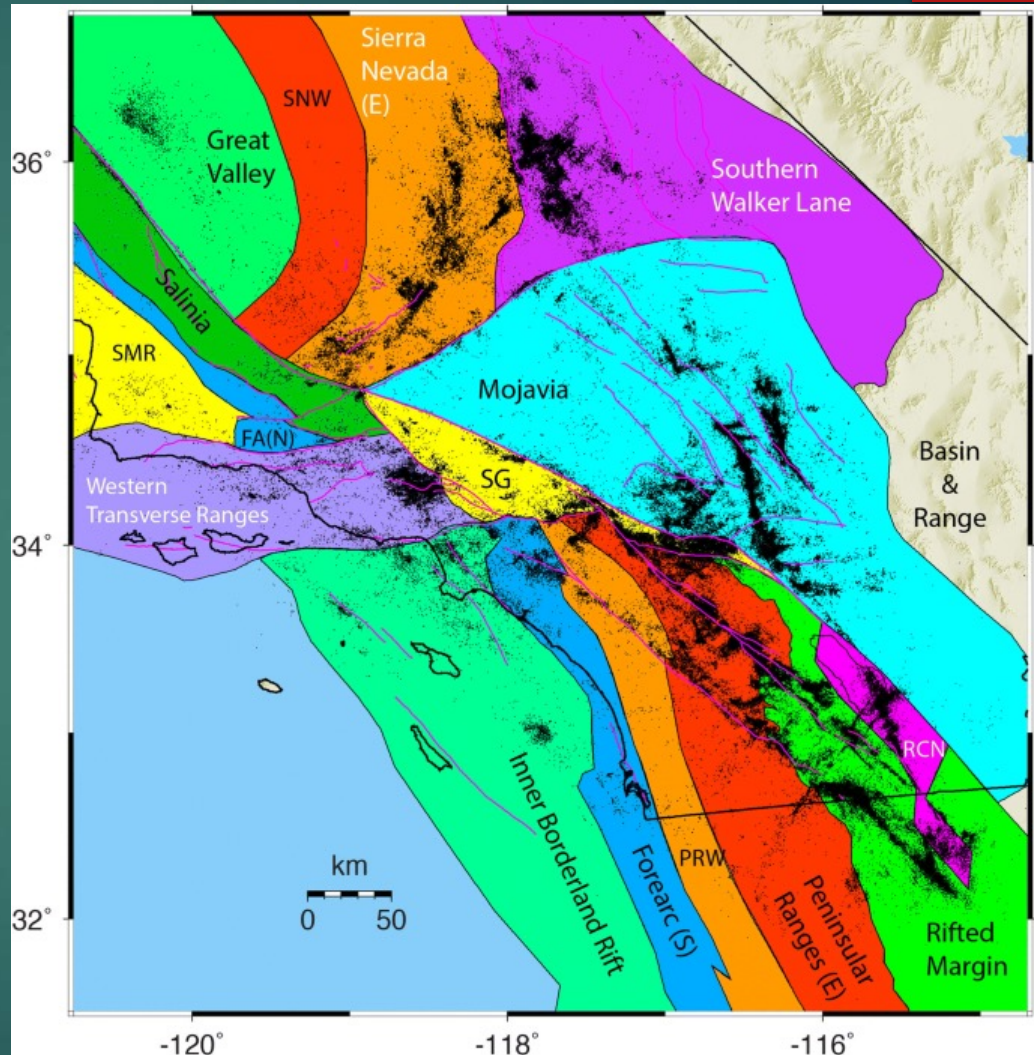 Sierra
Nevada
(E)
SNW
Great
Valley
36°
Southern
Walker Lane
Salinia
SMR
Mojavia
FA(N)
SG
Basin
&
Range
Western
Transverse Ranges
34°
RCN
Inner Borderland Rift
Forearc (S)
PRW
Peninsular
Ranges (E)
Rifted
Margin
km
0 50
32°
-120° -118° -116°